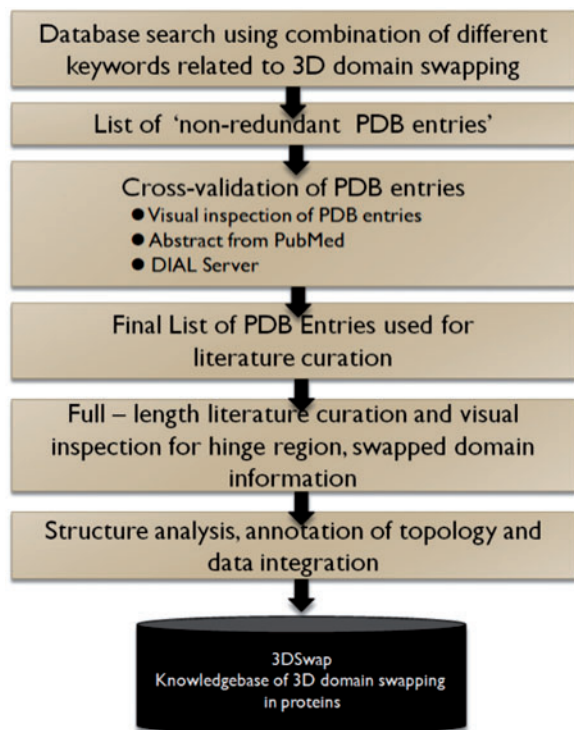 Database search using combination of different
keywords related to 3D domain swapping
List of ‘non-redundant PDB entries’
Cross-validation of PDB entries
● Visual inspection of PDB entries
● Abstract from PubMed
● DIAL Server
Final List of PDB Entries used for
literature curation
Full – length literature curation and visual
inspection for hinge region, swapped domain
information
Structure analysis, annotation of topology and
data integration
3DSwap
Knowledgebase of 3D domain swapping
in proteins